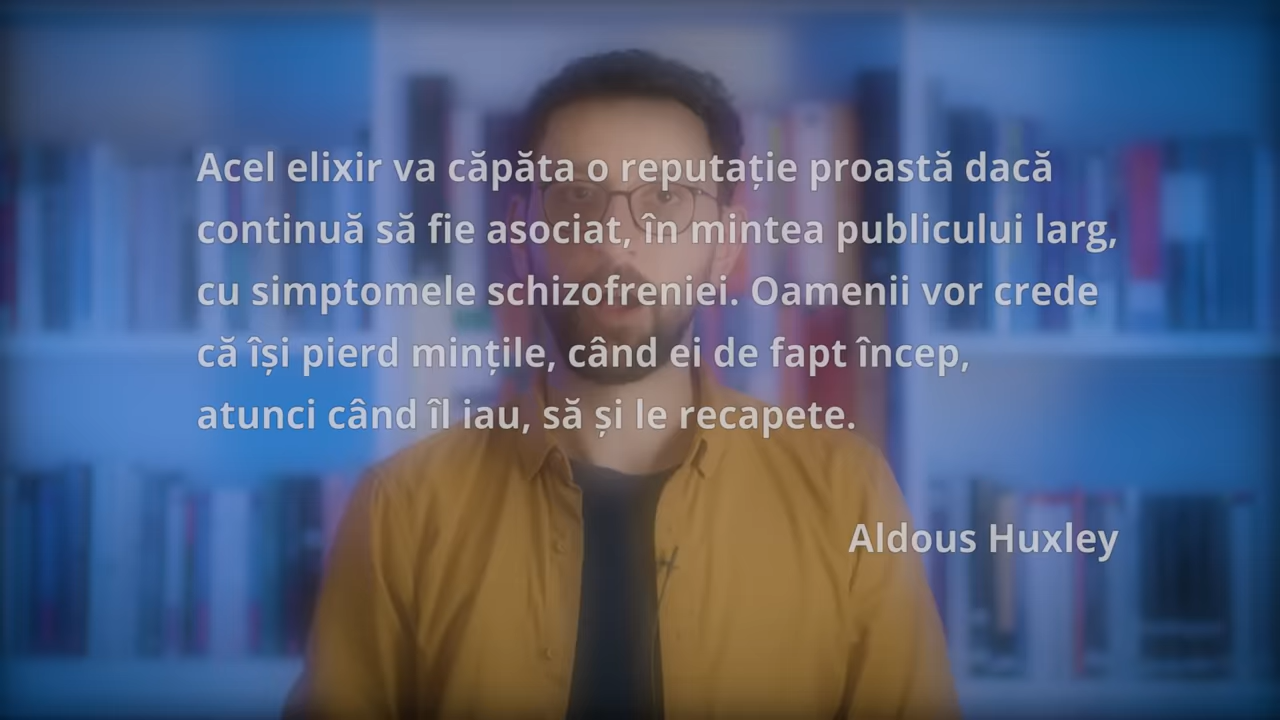 Acel elixir va căpăta o reputație proastă dacă
continuă să fie asociat, în mintea publicului larg,
cu simptomele schizofreniei. Oamenii vor crede
că își pierd mințile, când ei de fapt încep,
atunci când îl iau, să și le recapete.
Aldous Huxley